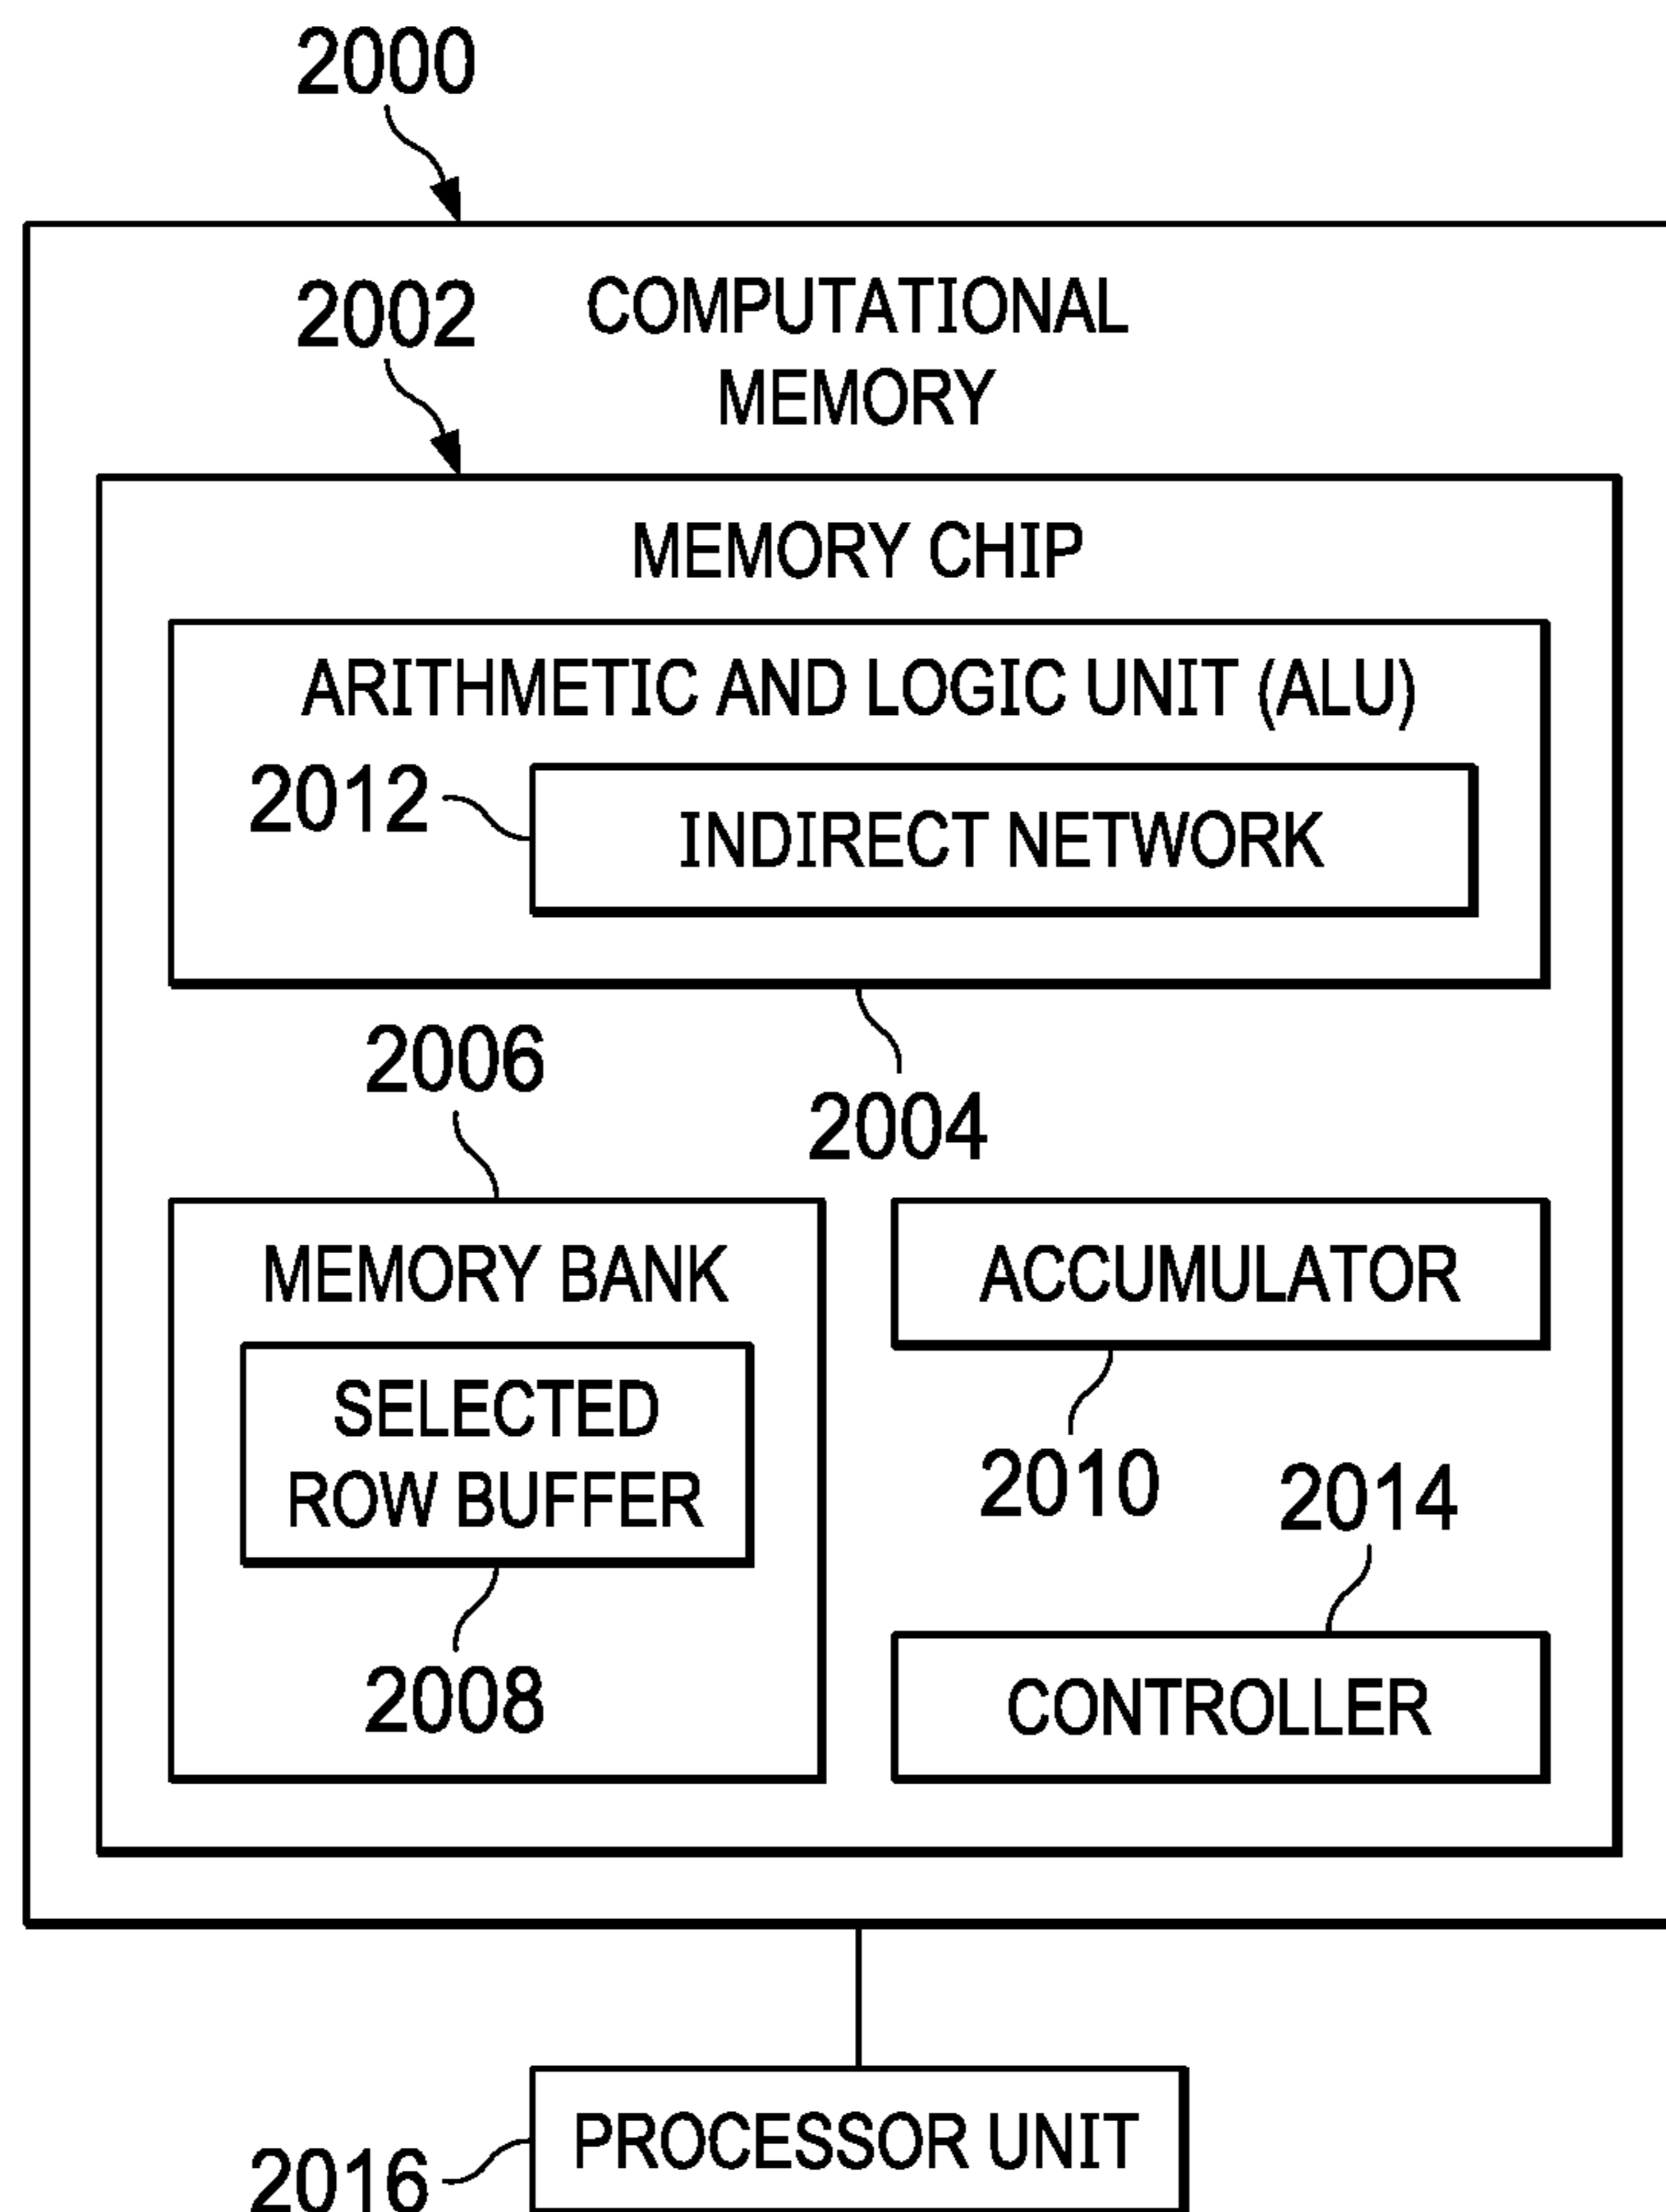 2000
2002
COMPUTATIONAL
MEMORY
MEMORY CHIP
ARITHMETIC AND LOGIC UNIT (ALU)
2012
INDIRECT NETWORK
2006
2004
MEMORY BANK
SELECTED
ROW BUFFER
2008
ACCUMULATOR
2010
2014
CONTROLLER
PROCESSOR UNIT
2016